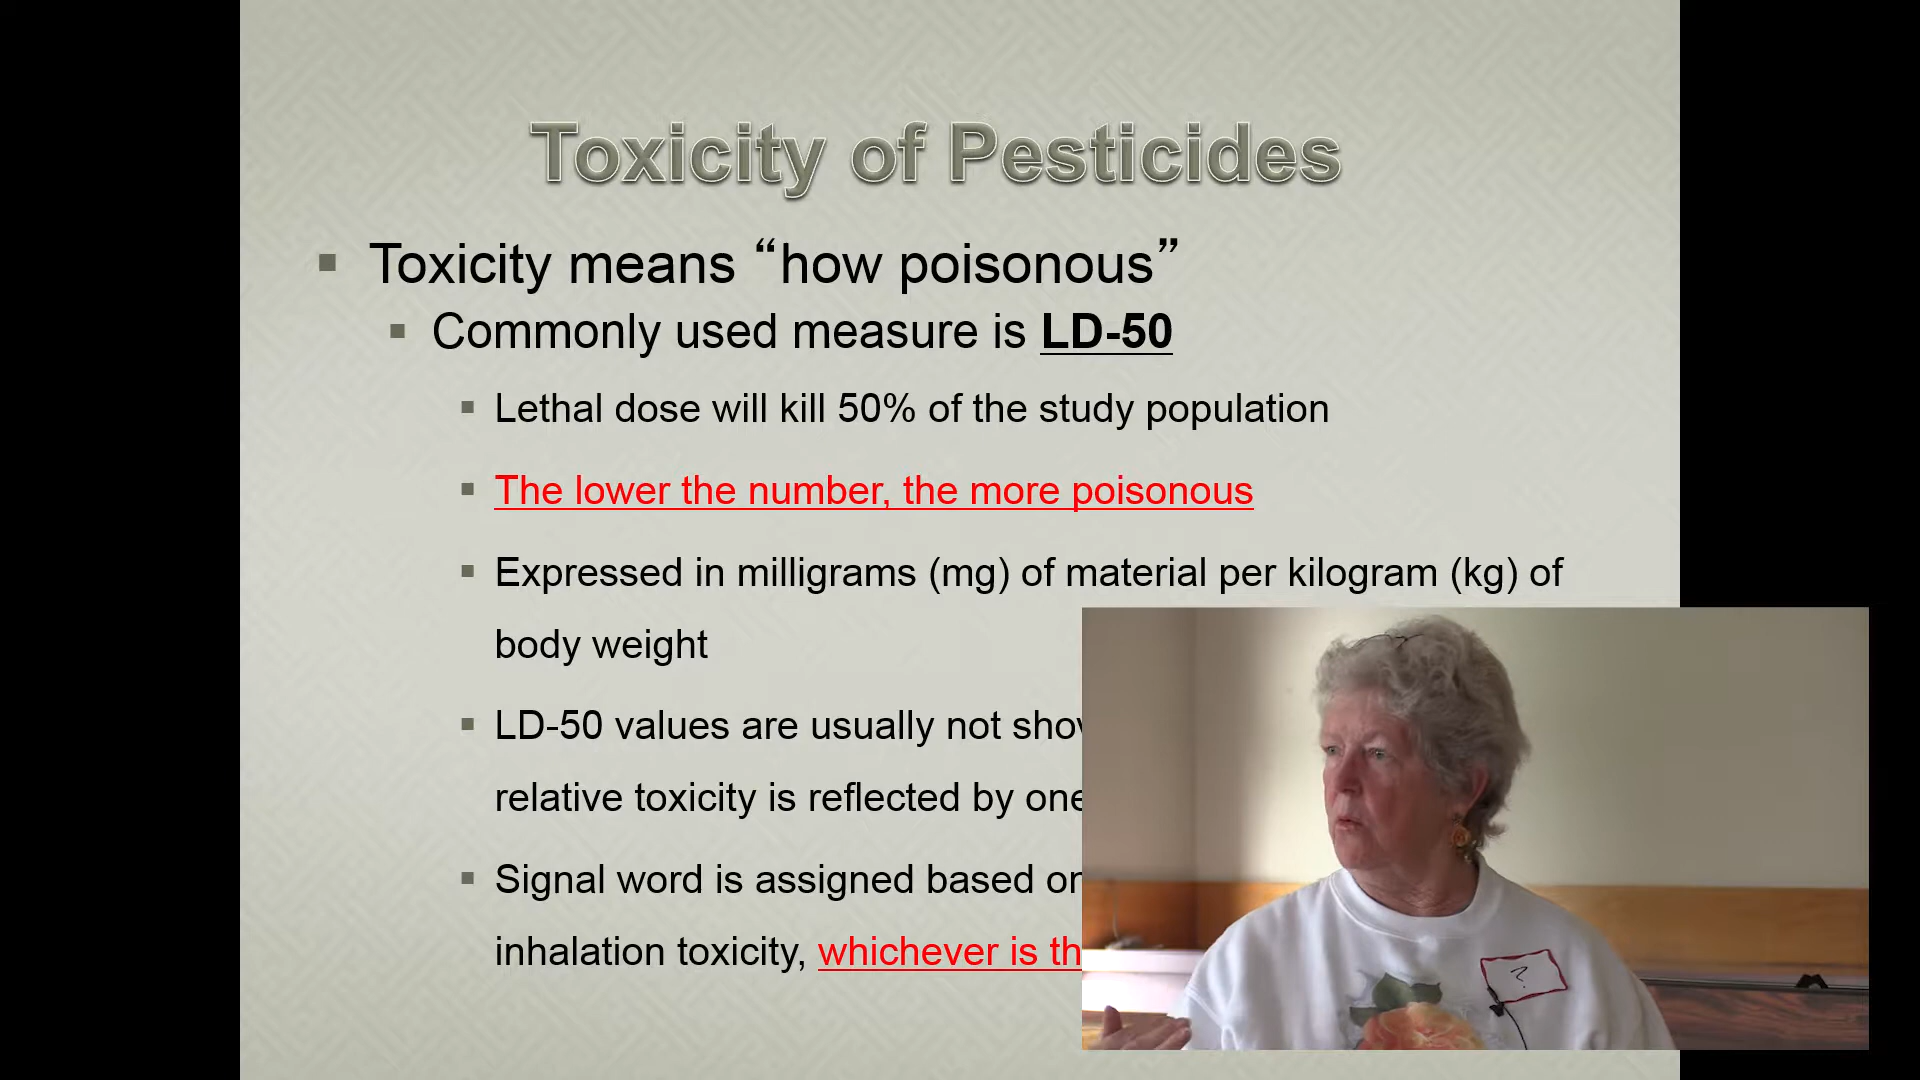 Toxicity of Pesticides
Toxicity means “how poisonous”
Commonly used measure is LD-50
Lethal dose will kill 50% of the study population
The lower the number, the more poisonous
Expressed in milligrams (mg) of material per kilogram (kg) of
body weight
LD-50 values are usually not
relative toxicity is reflected by one
Signal word is assigned based
inhalation toxicity, whichever is
?